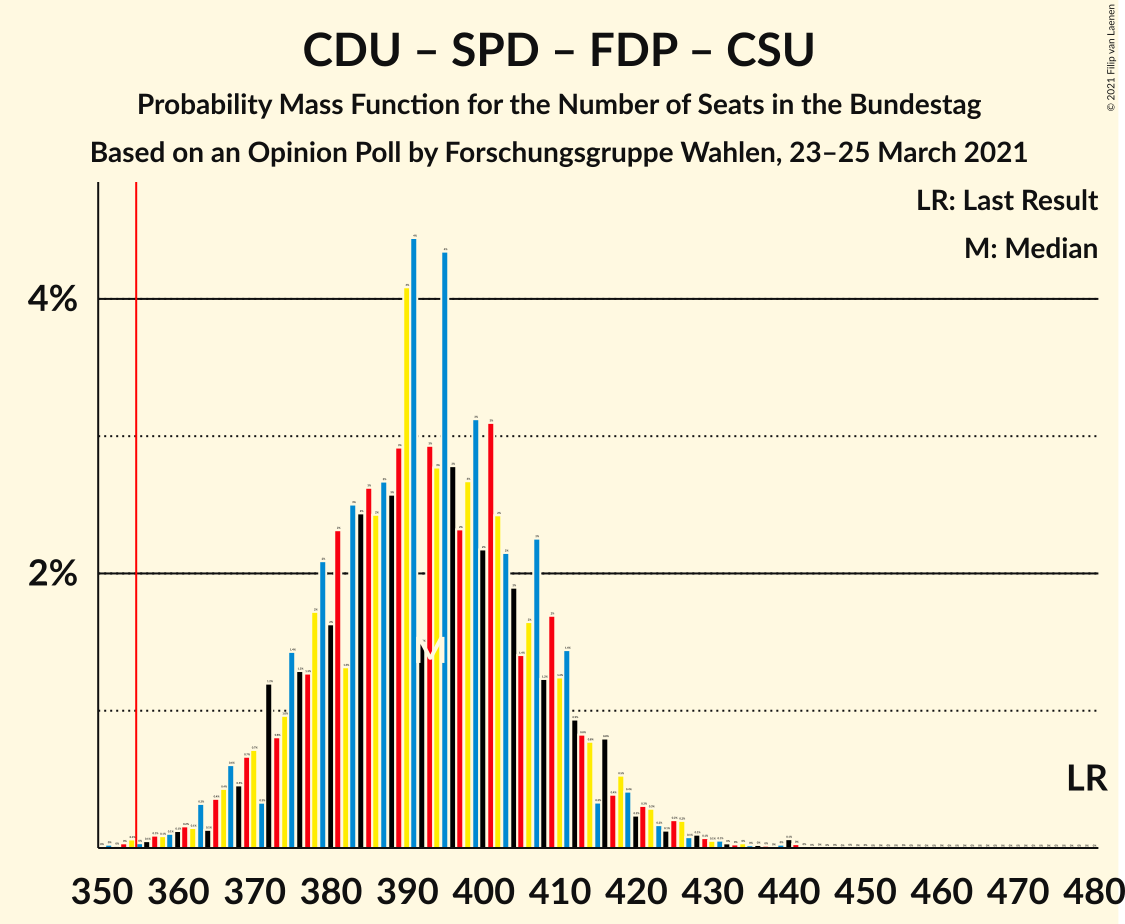 CDU – SPD – FDP – CSU
Probability Mass Function for the Number of Seats in the Bundestag
Based on an Opinion Poll by Forschungsgruppe Wahlen, 23–25 March 2021
© 2021 Filip van Laenen
LR: Last Result
M: Median
4%
2%
M
LR
350 360 370 380 390 400 410 420 430 440 450 460 470 480